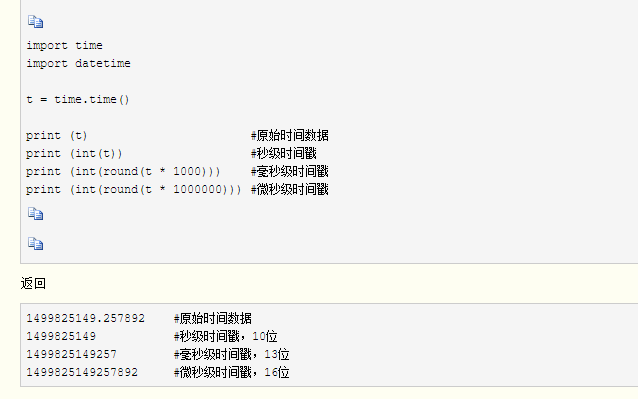 import time
import datetime
t = time.time()
print (t)                       #原始时间数据
print (int(t))                  #秒级时间戳
print (int(round(t * 1000)))    #毫秒级时间戳
print (int(round(t * 1000000))) #微秒级时间戳
返回
1499825149.257892    #原始时间数据
1499825149           #秒级时间戳，10位
1499825149257        #毫秒级时间戳，13位
1499825149257892     #微秒级时间戳，16位